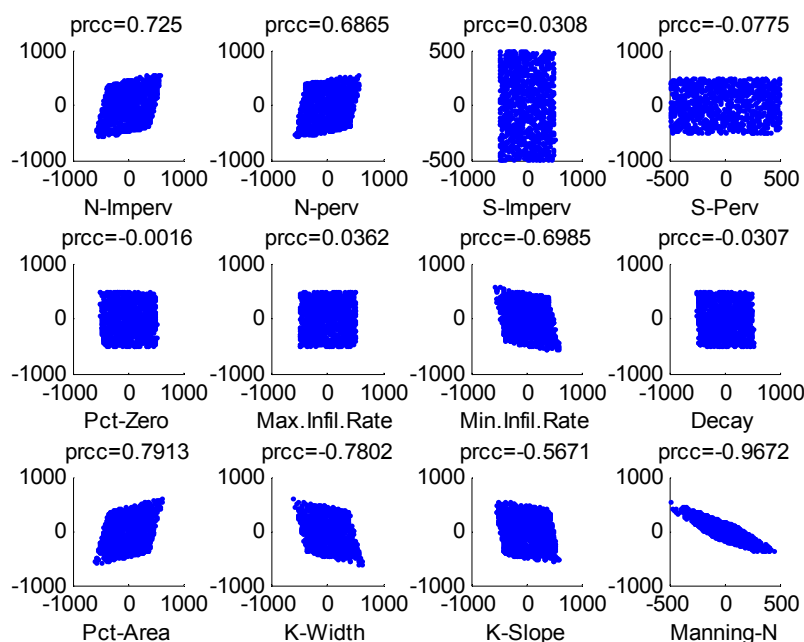 prcc=0.725 prcc=0.6865 prcc=0.0308 prcc=-0.0775
1000 1000 500 1000
0 0 0 0
-1000 -1000 -500 -1000
-1000 0 1000 -1000 0 1000 -1000 0 1000 -500 0 500
N-Imperv N-perv S-Imperv S-Perv
prcc=-0.0016 prcc=0.0362 prcc=-0.6985 prcc=-0.0307
1000 1000 1000 1000
0 0 0 0
-1000 -1000 -1000 -1000
-1000 0 1000 -1000 0 1000 -1000 0 1000 -1000 0 1000
Pct-Zero Max.Infil.Rate Min.Infil.Rate Decay
prcc=0.7913 prcc=-0.7802 prcc=-0.5671 prcc=-0.9672
1000 1000 1000 1000
0 0 0 0
-1000 -1000 -1000 -1000
-1000 0 1000 -1000 0 1000 -1000 0 1000 -500 0 500
Pct-Area K-Width K-Slope Manning-N